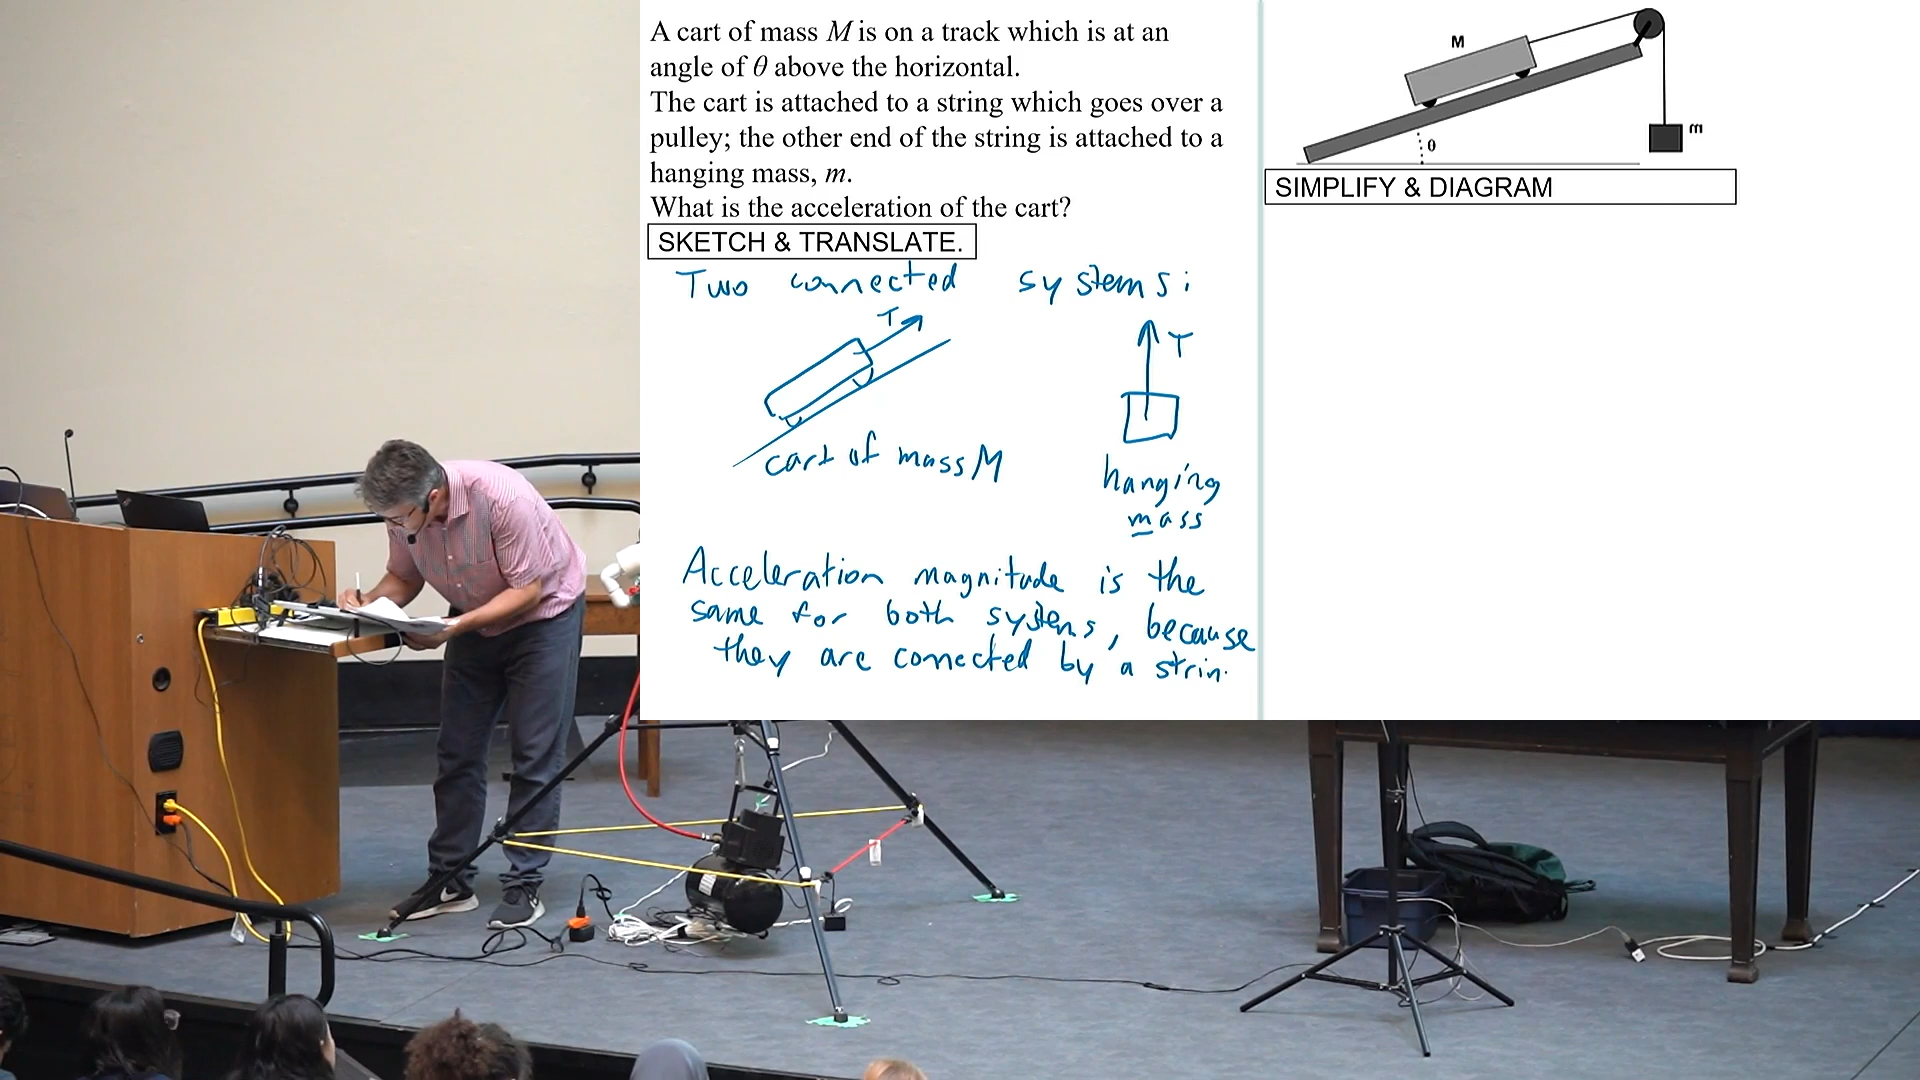 A cart of mass M is on a track which is at an
angle of θ above the horizontal.
The cart is attached to a string which goes over a
pulley; the other end of the string is attached to a
hanging mass, m.
What is the acceleration of the cart?
SKETCH & TRANSLATE.
Two connected systems:
T
T
cart of mass M
hanging
mass
Acceleration magnitude is the
same for both systems, because
they are connected by a strin
M
m
θ
SIMPLIFY & DIAGRAM